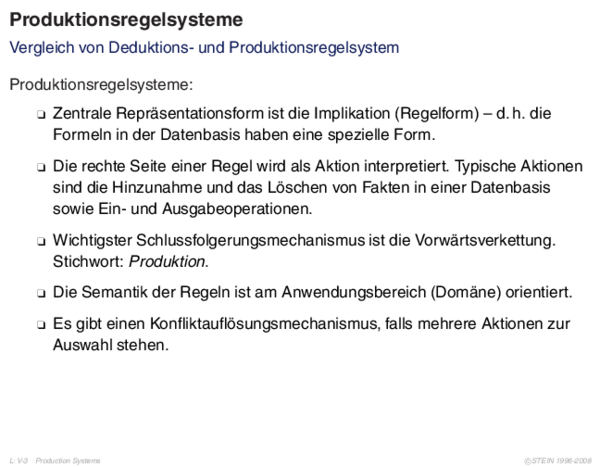 Produktionsregelsysteme
Vergleich von Deduktions- und Produktionsregelsystem
Produktionsregelsysteme:
❑ Zentrale Repräsentationsform ist die Implikation (Regelform) – d. h. die
Formeln in der Datenbasis haben eine spezielle Form.
❑ Die rechte Seite einer Regel wird als Aktion interpretiert. Typische Aktionen
sind die Hinzunahme und das Löschen von Fakten in einer Datenbasis
sowie Ein- und Ausgabeoperationen.
❑ Wichtigster Schlussfolgerungsmechanismus ist die Vorwärtsverkettung.
Stichwort: Produktion.
❑ Die Semantik der Regeln ist am Anwendungsbereich (Domäne) orientiert.
❑ Es gibt einen Konfliktauflösungsmechanismus, falls mehrere Aktionen zur
Auswahl stehen.
L: V-3 Production Systems ©STEIN 1996-2008